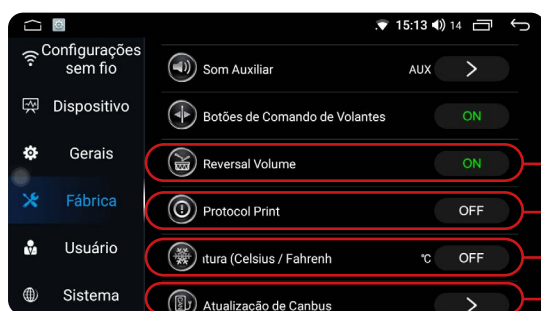 15:13 14
Configurações
sem fio
Som Auxiliar AUX
Dispositivo
Botões de Comando de Volantes ON
Gerais
Reversal Volume ON
Fábrica
Protocol Print OFF
Usuário
ıtura (Celsius / Fahrenh °C OFF
Sistema
Atualização de Canbus